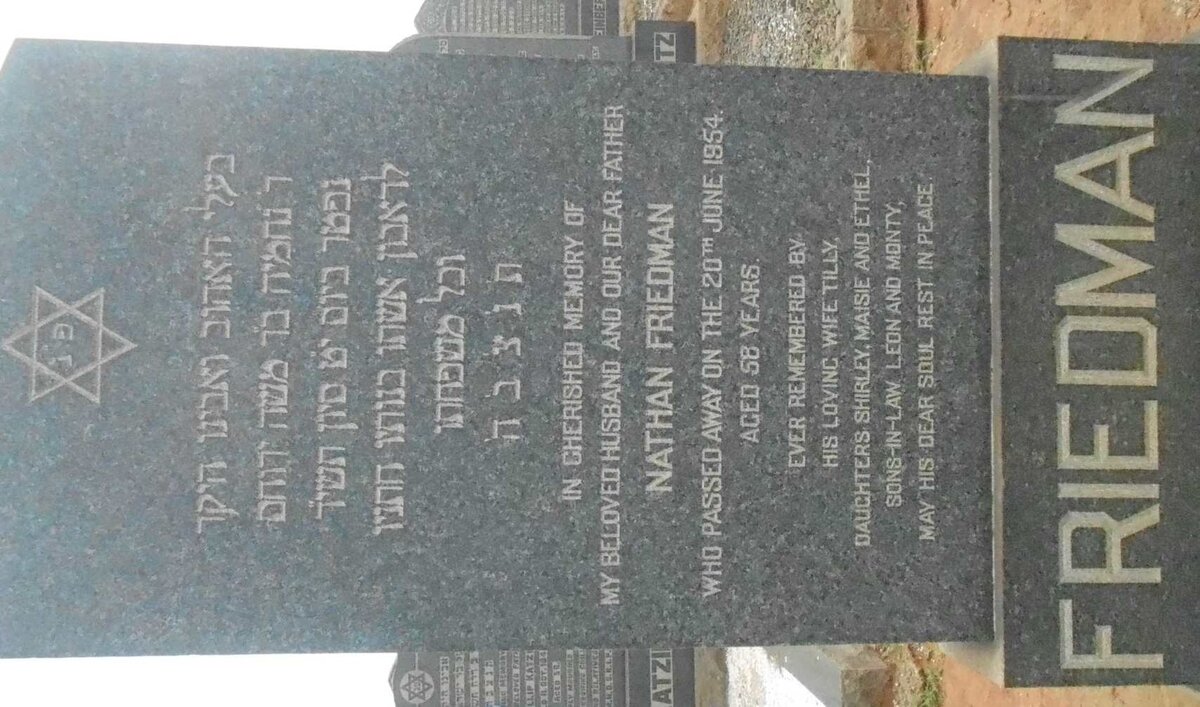 פ נ
בעל האהוב ואבינו היקר
ר נחמיה ב״ר משה ירוחם
נפטר ביום י״ט סיון תשי״ד
לדאבון אשתו בנותיו חתניו
וכל משפחתו
ת נ צ ב ה
IN CHERISHED MEMORY OF
MY BELOVED HUSBAND AND OUR DEAR FATHER
NATHAN FRIEDMAN
WHO PASSED AWAY ON THE 20TH JUNE 1954.
AGED 58 YEARS.
EVER REMEMBERED BY
HIS LOVING WIFE TILLY,
DAUGHTERS SHIRLEY, MAISIE AND ETHEL.
SONS-IN-LAW LEON AND MONTY,
MAY HIS DEAR SOUL REST IN PEACE.
FRIEDMAN
TZ
ATZ